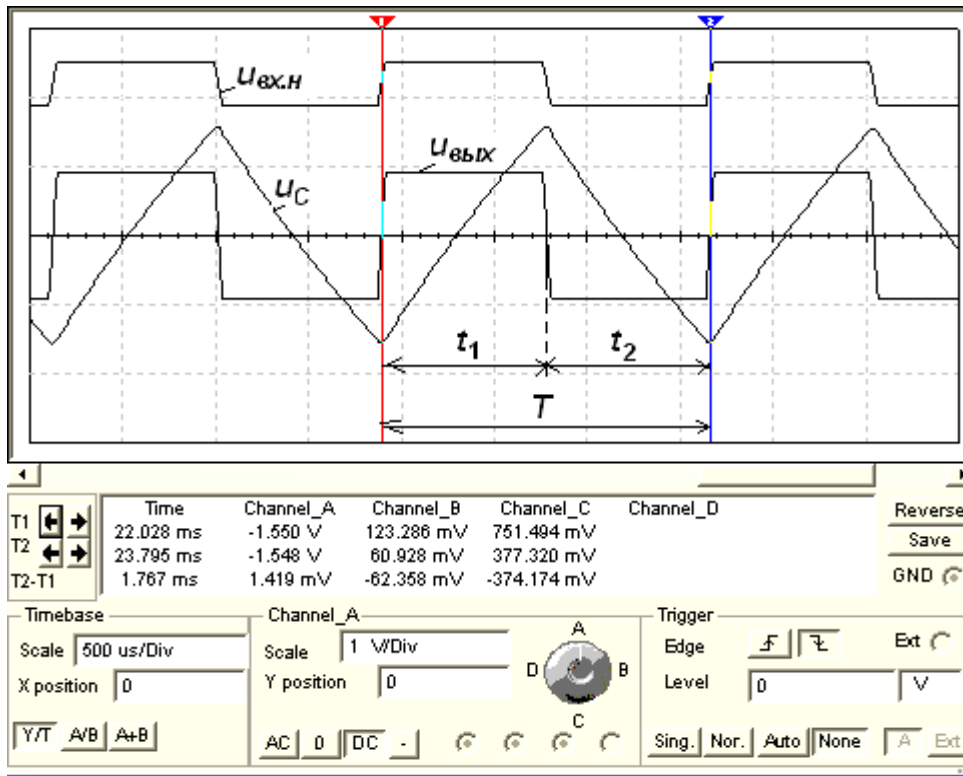 1 2
uвх.н
uвых
uC
t1 t2
T
Time Channel_A Channel_B Channel_C Channel_D
T1 22.028 ms -1.550 V 123.286 mV 751.494 mV
T2 23.795 ms -1.548 V 60.928 mV 377.320 mV
T2-T1 1.767 ms 1.419 mV -62.358 mV -374.174 mV
Reverse
Save
GND
Timebase
Scale 500 us/Div
X position 0
Y/T A/B A+B
Channel_A
Scale 1 V/Div
Y position 0
AC 0 DC -
A
D B
C
Trigger
Edge Ext
Level 0 V
Sing. Nor. Auto None A Ext